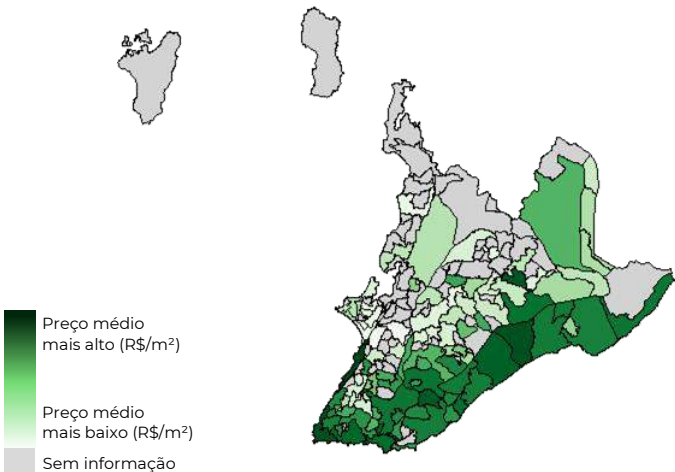 Preço médio
mais alto (R$/m²)
Preço médio
mais baixo (R$/m²)
Sem informação